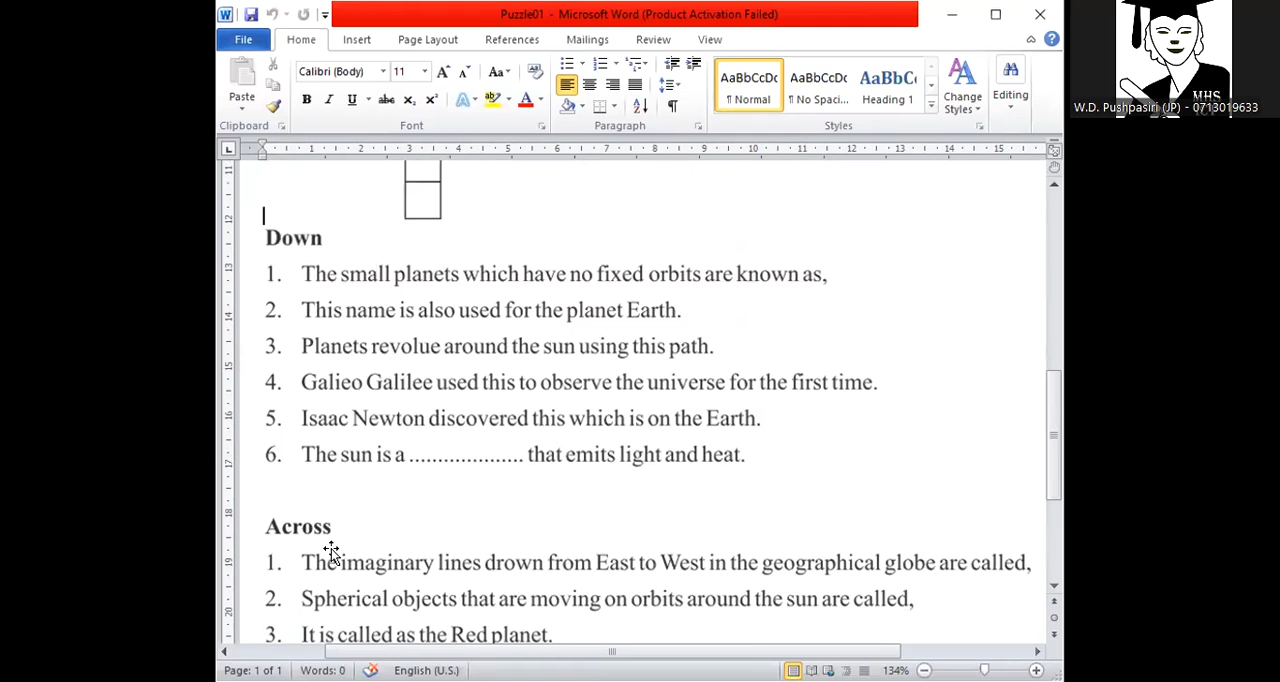 Puzzle01 - Microsoft Word (Product Activation Failed)
File Home Insert Page Layout References Mailings Review View
Calibri (Body) 11 AaBbCcDc AaBbCcDc AaBbC
Paste ¶ Normal ¶ No Spaci... Heading 1 Change Styles Editing
Clipboard Font Paragraph Styles
W.D. Pushpasiri (JP) - 0713019633
MHS
ICT
Down
1. The small planets which have no fixed orbits are known as,
2. This name is also used for the planet Earth.
3. Planets revolue around the sun using this path.
4. Galieo Galilee used this to observe the universe for the first time.
5. Isaac Newton discovered this which is on the Earth.
6. The sun is a .................... that emits light and heat.
Across
1. The imaginary lines drown from East to West in the geographical globe are called,
2. Spherical objects that are moving on orbits around the sun are called,
3. It is called as the Red planet.
Page: 1 of 1 Words: 0 English (U.S.) 134%